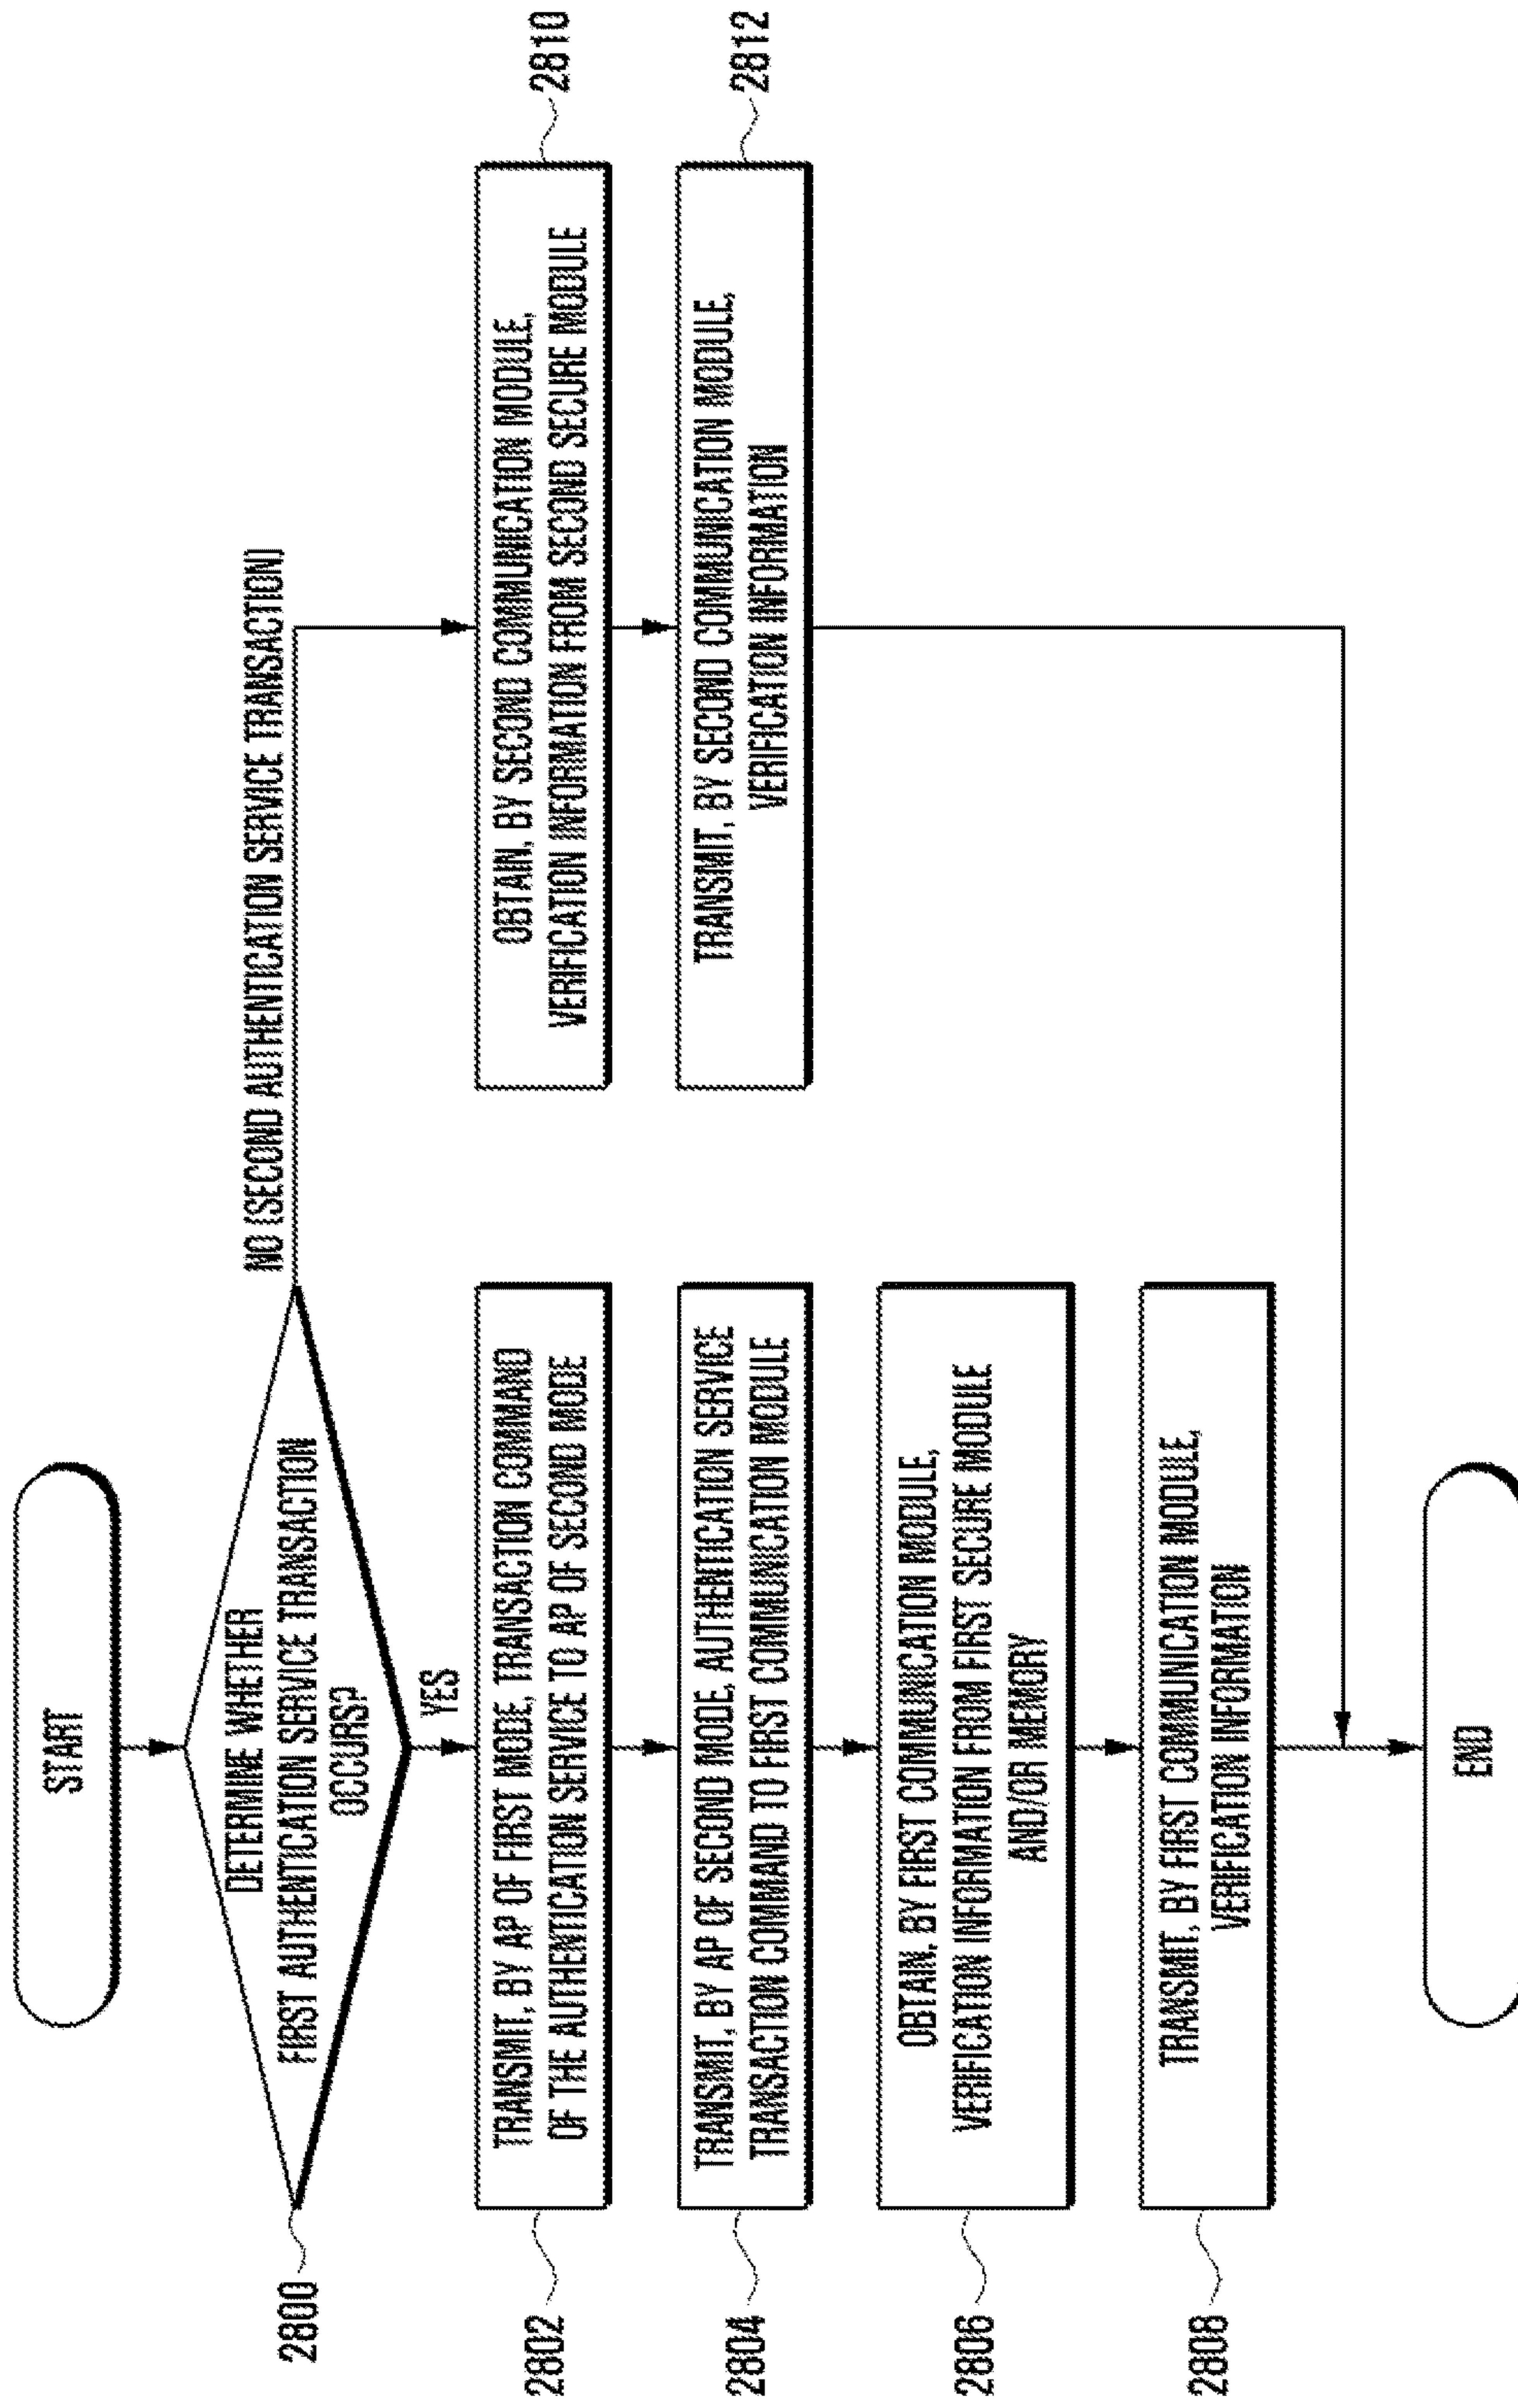 START
DETERMINE WHETHER
FIRST AUTHENTICATION SERVICE TRANSACTION
OCCURS?
2800
NO (SECOND AUTHENTICATION SERVICE TRANSACTION)
YES
TRANSMIT, BY AP OF FIRST MODE, TRANSACTION COMMAND
OF THE AUTHENTICATION SERVICE TO AP OF SECOND MODE
2802
TRANSMIT, BY AP OF SECOND MODE, AUTHENTICATION SERVICE
TRANSACTION COMMAND TO FIRST COMMUNICATION MODULE
2804
OBTAIN, BY FIRST COMMUNICATION MODULE,
VERIFICATION INFORMATION FROM FIRST SECURE MODULE
AND/OR MEMORY
2806
TRANSMIT, BY FIRST COMMUNICATION MODULE,
VERIFICATION INFORMATION
2808
OBTAIN, BY SECOND COMMUNICATION MODULE,
VERIFICATION INFORMATION FROM SECOND SECURE MODULE
2810
TRANSMIT, BY SECOND COMMUNICATION MODULE,
VERIFICATION INFORMATION
2812
END